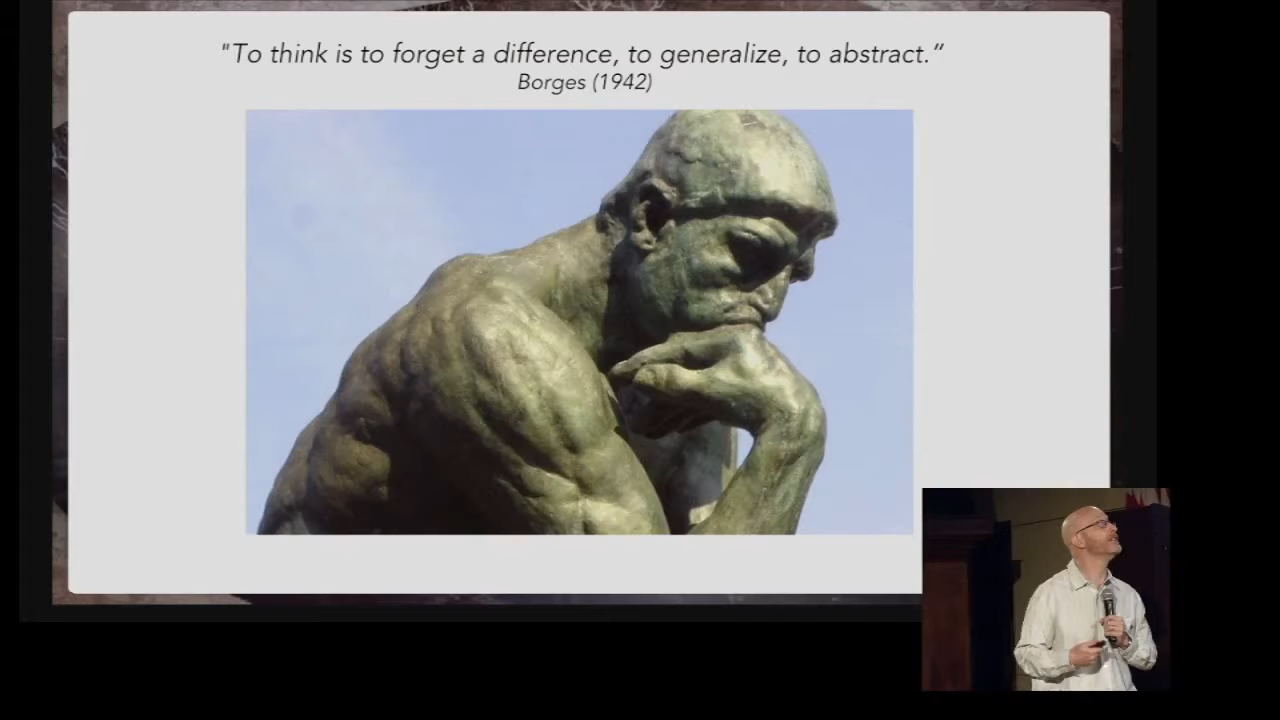 "To think is to forget a difference, to generalize, to abstract.”
Borges (1942)